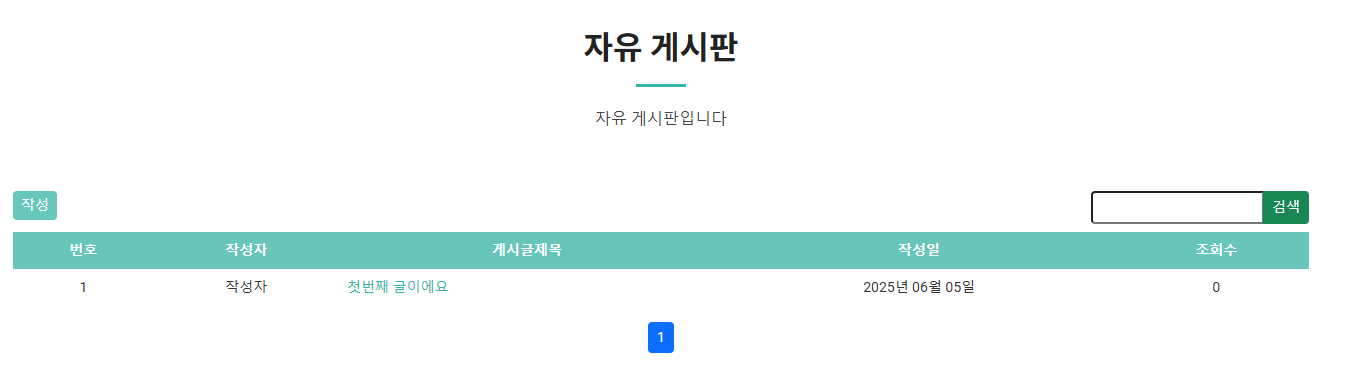 자유 게시판
자유 게시판입니다
작성 검색
번호 작성자 게시글제목 작성일 조회수
1 작성자 첫번째 글이에요 2025년 06월 05일 0
1